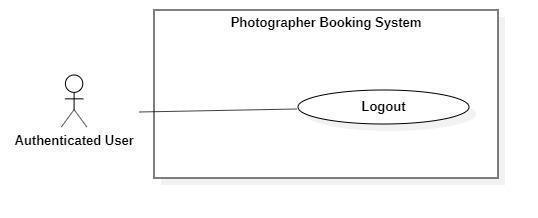 Photographer Booking System
Logout
Authenticated User